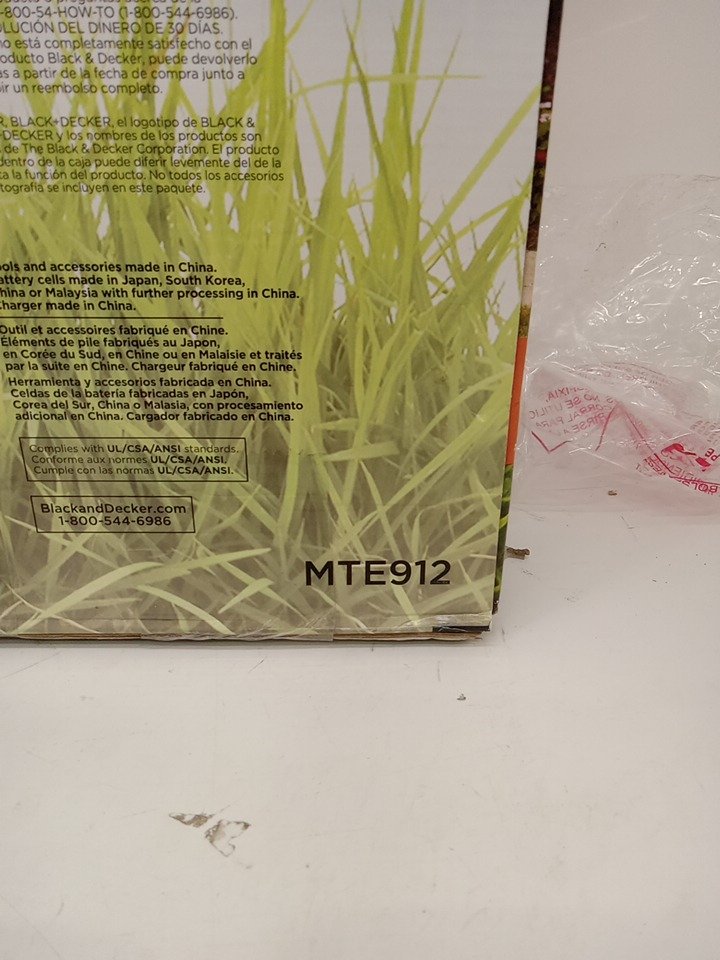 -800-54-HOW-TO (1-800-544-6986).
OLUCIÓN DEL DINERO DE 30 DÍAS.
no está completamente satisfecho con el
oducto Black & Decker, puede devolverlo
as a partir de la fecha de compra junto a
bir un reembolso completo.
R, BLACK+DECKER, el logotipo de BLACK &
+DECKER y los nombres de los productos son
de The Black & Decker Corporation. El producto
dentro de la caja puede diferir levemente del de la
ta la función del producto. No todos los accesorios
tografía se incluyen en este paquete.
ools and accessories made in China.
attery cells made in Japan, South Korea,
hina or Malaysia with further processing in China.
harger made in China.
Outil et accessoires fabriqué en Chine.
Éléments de pile fabriqués au Japon,
en Corée du Sud, en Chine ou en Malaisie et traités
par la suite en Chine. Chargeur fabriqué en Chine.
Herramienta y accesorios fabricada en China.
Celdas de la batería fabricadas en Japón,
Corea del Sur, China o Malasia, con procesamiento
adicional en China. Cargador fabricado en China.
Complies with UL/CSA/ANSI standards.
Conforme aux normes UL/CSA/ANSI.
Cumple con las normas UL/CSA/ANSI.
BlackandDecker.com
1-800-544-6986
MTE912